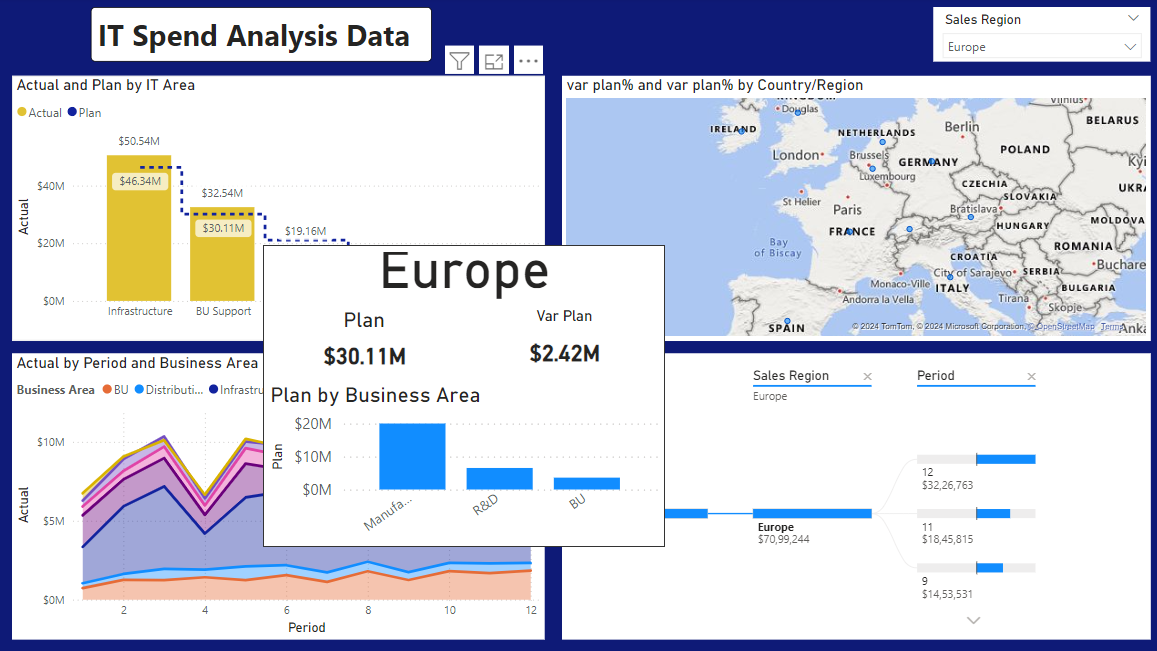 IT Spend Analysis Data
Sales Region
Europe
Actual and Plan by IT Area
Actual Plan
$50.54M
$46.34M
$32.54M
$30.11M
$19.16M
$40M
$20M
$0M
Actual
Infrastructure
BU Support
var plan% and var plan% by Country/Region
Douglas
Vilnius
BELARUS
IRELAND
NETHERLANDS
Berlin
London
POLAND
Brussels
GERMANY
Luxembourg
CZECHIA
UKRA
St Helier
SLOVAKIA
Paris
Bratislava
MOLDOVA
FRANCE
HUNGARY
Bay
of Biscay
ROMANIA
CROATIA
Buchare
City of Sarajevo
SERBIA
Monaco-Ville
ITALY
BULGARIA
Andorra la Vella
Tirana
Skopje
SPAIN
© 2024 TomTom, © 2024 Microsoft Corporation, © OpenStreetMap Terms
Anka
Europe
Plan
$30.11M
Var Plan
$2.42M
Plan by Business Area
Plan
$20M
$10M
$0M
Manufa...
R&D
BU
Actual by Period and Business Area
Business Area BU Distributi... Infrastru
$10M
$5M
$0M
Actual
2 4 6 8 10 12
Period
Sales Region
Europe
Period
Europe
$70,99,244
12
$32,26,763
11
$18,45,815
9
$14,53,531